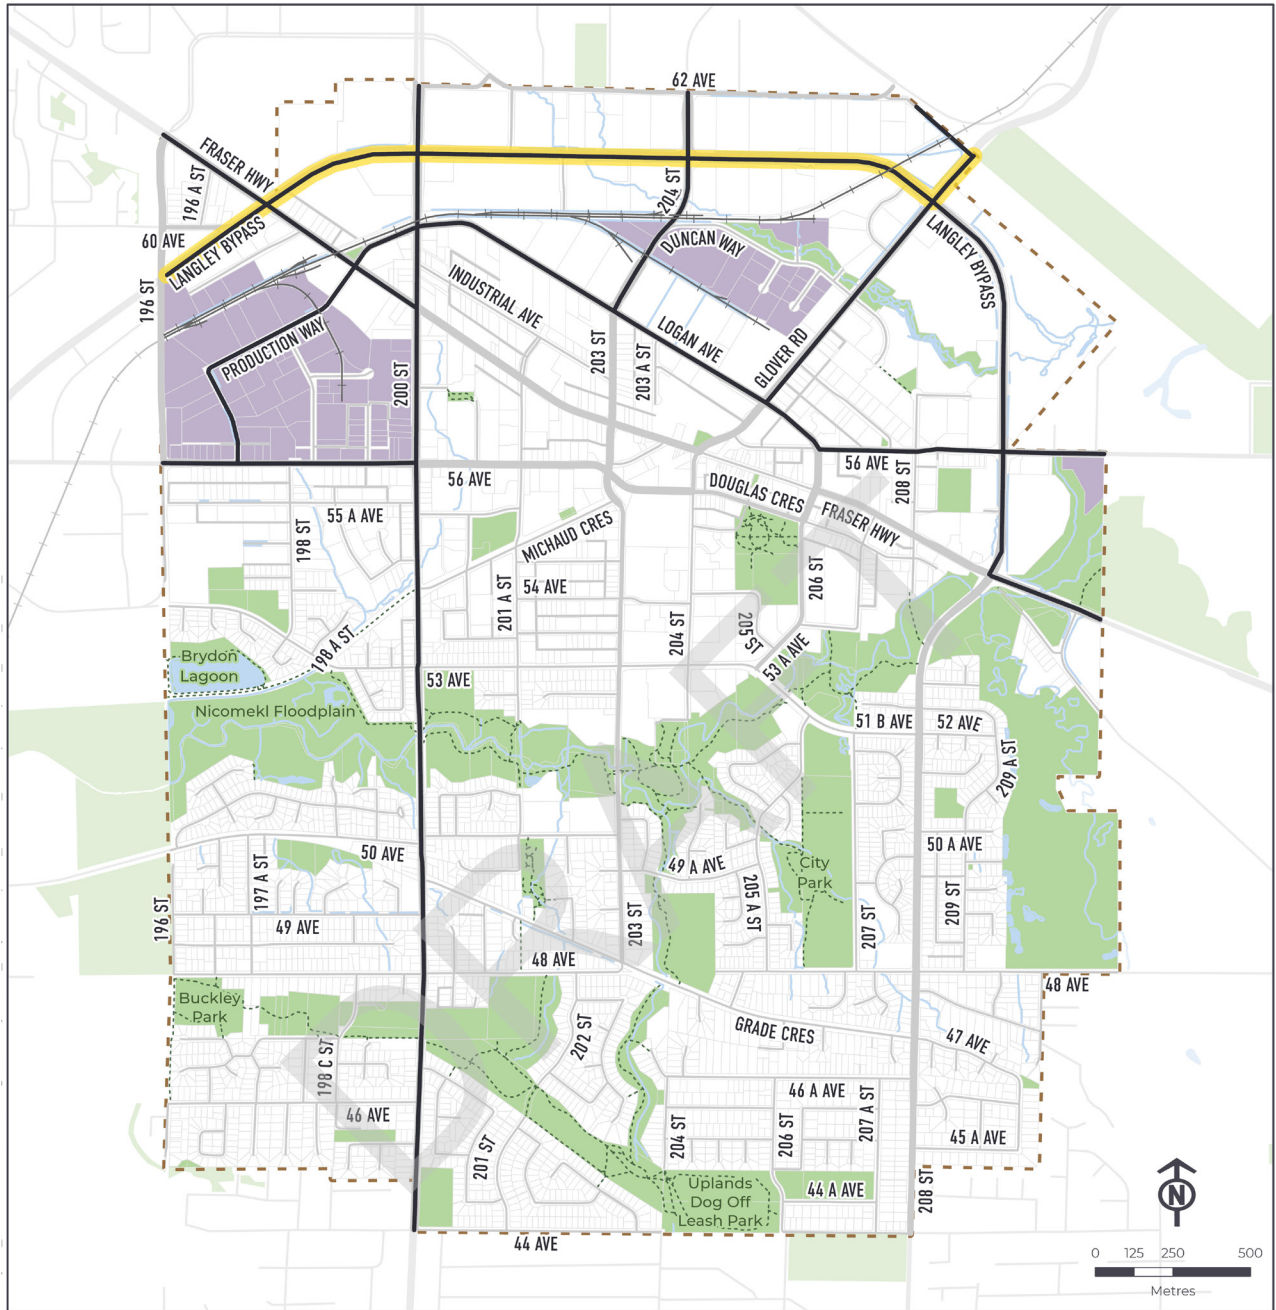 62 AVE
FRASER HWY
196 A ST
204 ST
60 AVE
LANGLEY BYPASS
DUNCAN WAY
LANGLEY BYPASS
196 ST
INDUSTRIAL AVE
PRODUCTION WAY
203 ST
203 A ST
LOGAN AVE
GLOVER RD
200 ST
56 AVE
56 AVE
208 ST
DOUGLAS CRES
FRASER HWY
55 A AVE
198 ST
MICHAUD CRES
201 A ST
54 AVE
206 ST
205 ST
204 ST
198 A ST
53 A AVE
Brydon
Lagoon
53 AVE
Nicomekl Floodplain
51 B AVE
52 AVE
209 A ST
50 AVE
50 A AVE
197 A ST
49 A AVE
City
Park
205 A ST
196 ST
49 AVE
203 ST
207 ST
209 ST
48 AVE
48 AVE
Buckley
Park
GRADE CRES
47 AVE
202 ST
198 C ST
46 A AVE
46 AVE
207 A ST
45 A AVE
201 ST
204 ST
206 ST
Uplands
Dog Off
Leash Park
44 A AVE
208 ST
44 AVE
N
0 125 250 500
Metres
DRAFT